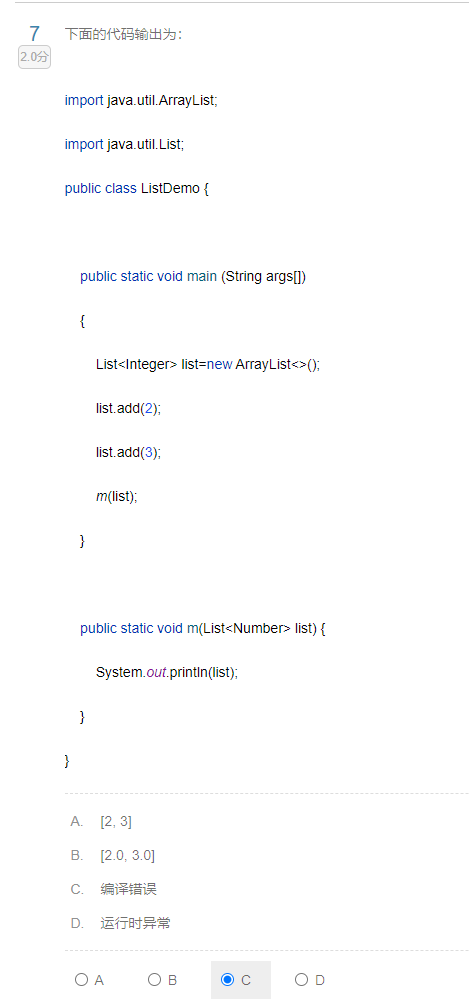 7
2.0分
下面的代码输出为：
import java.util.ArrayList;
import java.util.List;
public class ListDemo {
public static void main (String args[])
{
List<Integer> list=new ArrayList<>();
list.add(2);
list.add(3);
m(list);
}
public static void m(List<Number> list) {
System.out.println(list);
}
}
A. [2, 3]
B. [2.0, 3.0]
C. 编译错误
D. 运行时异常
A B C D